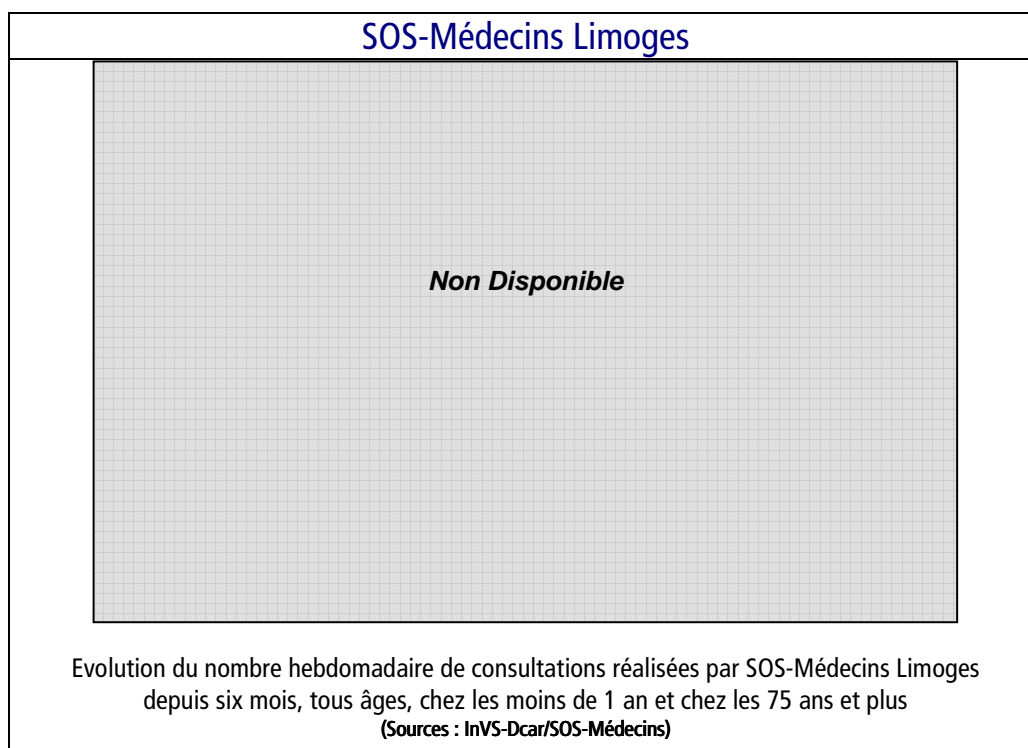 SOS-Médecins Limoges
Non Disponible
Evolution du nombre hebdomadaire de consultations réalisées par SOS-Médecins Limoges
depuis six mois, tous âges, chez les moins de 1 an et chez les 75 ans et plus
(Sources : InVS-Dcar/SOS-Médecins)